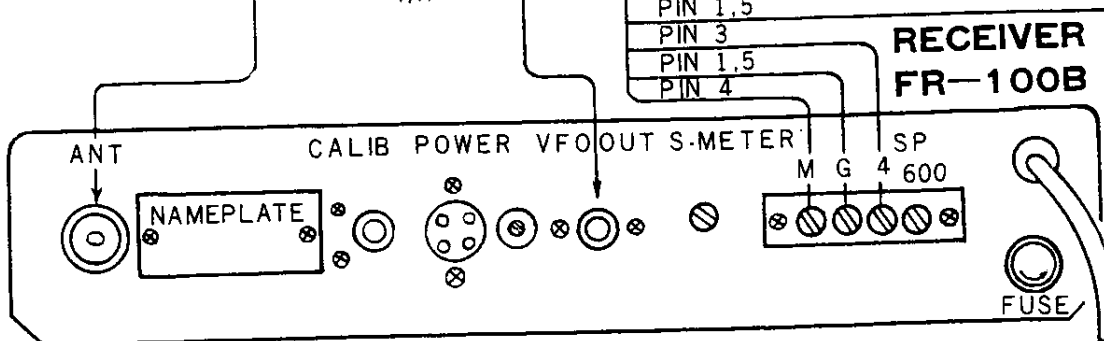 PIN 1,5
PIN 3
PIN 1,5
PIN 4
RECEIVER
FR-100B
ANT
CALIB POWER VFO OUT S-METER
SP
M G 4 600
NAMEPLATE
FUSE